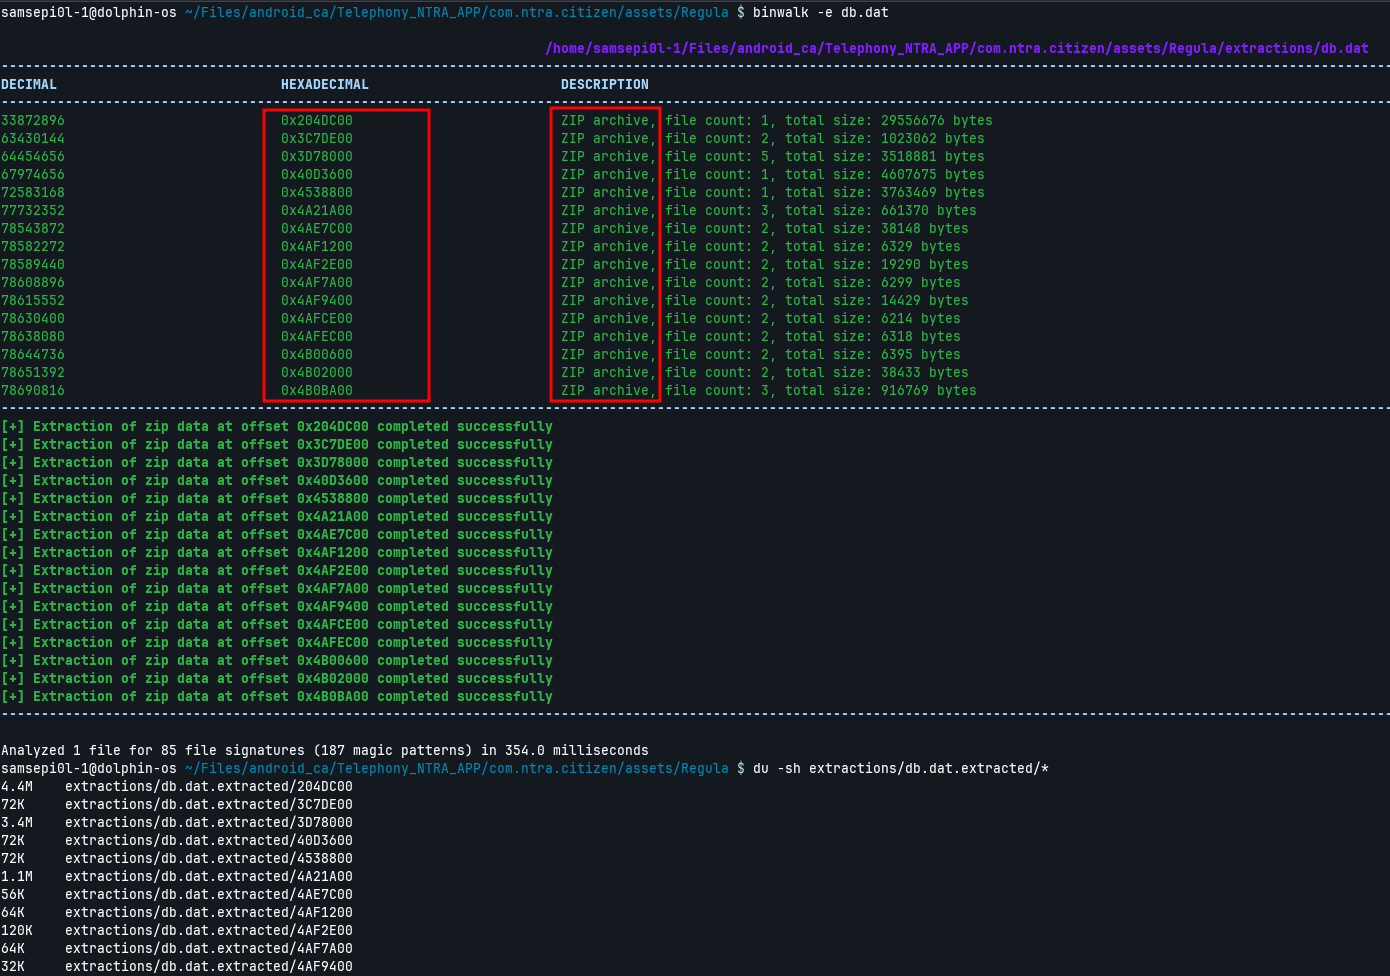 samsepi0l-1@dolphin-os ~/Files/android_ca/Telephony_NTRA_APP/com.ntra.citizen/assets/Regula $ binwalk -e db.dat
/home/samsepi0l-1/Files/android_ca/Telephony_NTRA_APP/com.ntra.citizen/assets/Regula/extractions/db.dat
DECIMAL HEXADECIMAL DESCRIPTION
33872896 0x204DC00 ZIP archive, file count: 1, total size: 29556676 bytes
63430144 0x3C7DE00 ZIP archive, file count: 2, total size: 1023062 bytes
64454656 0x3D78000 ZIP archive, file count: 5, total size: 3518881 bytes
67974656 0x40D3600 ZIP archive, file count: 1, total size: 4607675 bytes
72583168 0x4538800 ZIP archive, file count: 1, total size: 3763469 bytes
77732352 0x4A21A00 ZIP archive, file count: 3, total size: 661370 bytes
78543872 0x4AE7C00 ZIP archive, file count: 2, total size: 38148 bytes
78582272 0x4AF1200 ZIP archive, file count: 2, total size: 6329 bytes
78589440 0x4AF2E00 ZIP archive, file count: 2, total size: 19290 bytes
78608896 0x4AF7A00 ZIP archive, file count: 2, total size: 6299 bytes
78615552 0x4AF9400 ZIP archive, file count: 2, total size: 14429 bytes
78630400 0x4AFCE00 ZIP archive, file count: 2, total size: 6214 bytes
78638080 0x4AFEC00 ZIP archive, file count: 2, total size: 6318 bytes
78644736 0x4B00600 ZIP archive, file count: 2, total size: 6395 bytes
78651392 0x4B02000 ZIP archive, file count: 2, total size: 38433 bytes
78690816 0x4B0BA00 ZIP archive, file count: 3, total size: 916769 bytes
[+] Extraction of zip data at offset 0x204DC00 completed successfully
[+] Extraction of zip data at offset 0x3C7DE00 completed successfully
[+] Extraction of zip data at offset 0x3D78000 completed successfully
[+] Extraction of zip data at offset 0x40D3600 completed successfully
[+] Extraction of zip data at offset 0x4538800 completed successfully
[+] Extraction of zip data at offset 0x4A21A00 completed successfully
[+] Extraction of zip data at offset 0x4AE7C00 completed successfully
[+] Extraction of zip data at offset 0x4AF1200 completed successfully
[+] Extraction of zip data at offset 0x4AF2E00 completed successfully
[+] Extraction of zip data at offset 0x4AF7A00 completed successfully
[+] Extraction of zip data at offset 0x4AF9400 completed successfully
[+] Extraction of zip data at offset 0x4AFCE00 completed successfully
[+] Extraction of zip data at offset 0x4AFEC00 completed successfully
[+] Extraction of zip data at offset 0x4B00600 completed successfully
[+] Extraction of zip data at offset 0x4B02000 completed successfully
[+] Extraction of zip data at offset 0x4B0BA00 completed successfully
Analyzed 1 file for 85 file signatures (187 magic patterns) in 354.0 milliseconds
samsepi0l-1@dolphin-os ~/Files/android_ca/Telephony_NTRA_APP/com.ntra.citizen/assets/Regula $ du -sh extractions/db.dat.extracted/*
4.4M extractions/db.dat.extracted/204DC00
72K extractions/db.dat.extracted/3C7DE00
3.4M extractions/db.dat.extracted/3D78000
72K extractions/db.dat.extracted/40D3600
72K extractions/db.dat.extracted/4538800
1.1M extractions/db.dat.extracted/4A21A00
56K extractions/db.dat.extracted/4AE7C00
64K extractions/db.dat.extracted/4AF1200
120K extractions/db.dat.extracted/4AF2E00
64K extractions/db.dat.extracted/4AF7A00
32K extractions/db.dat.extracted/4AF9400